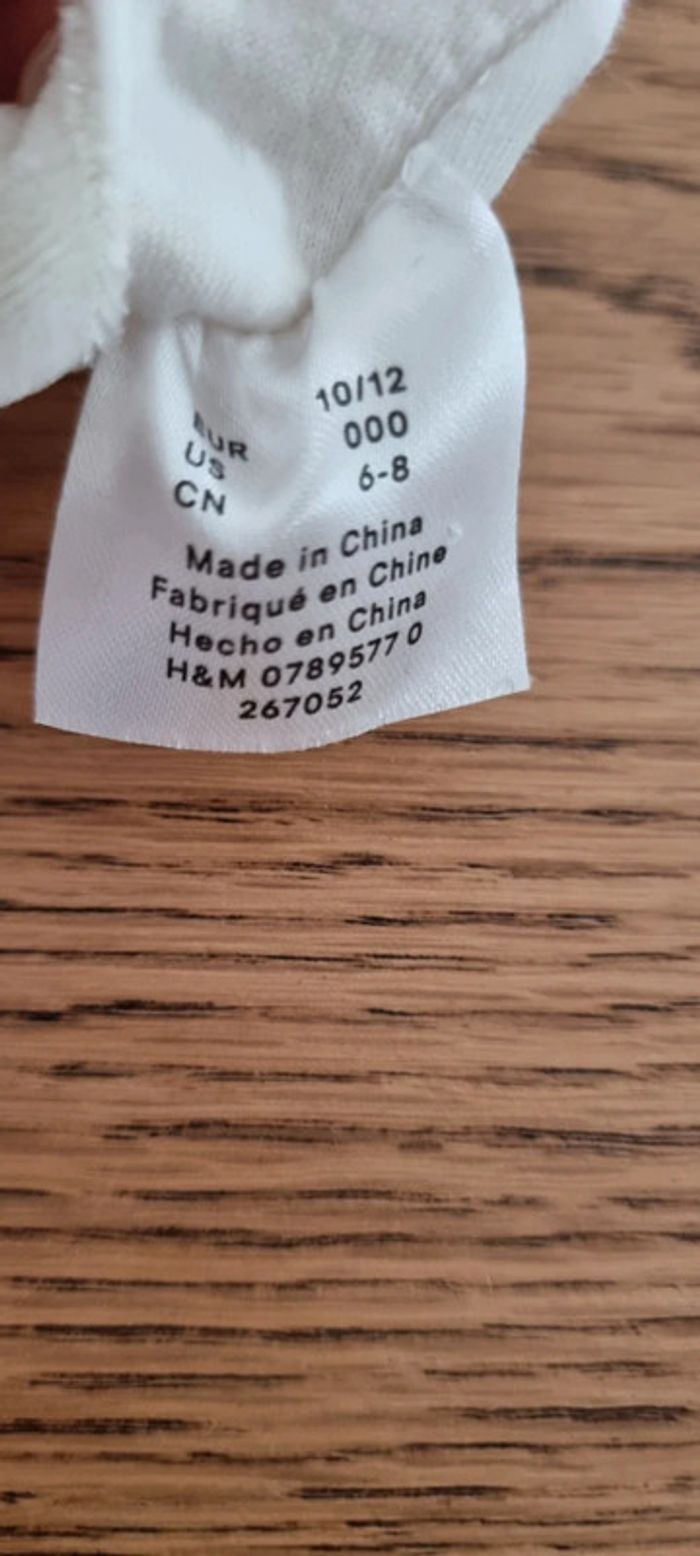 EUR 10/12
US 000
CN 6-8
Made in China
Fabriqué en Chine
Hecho en China
H&M 0789577 0
267052